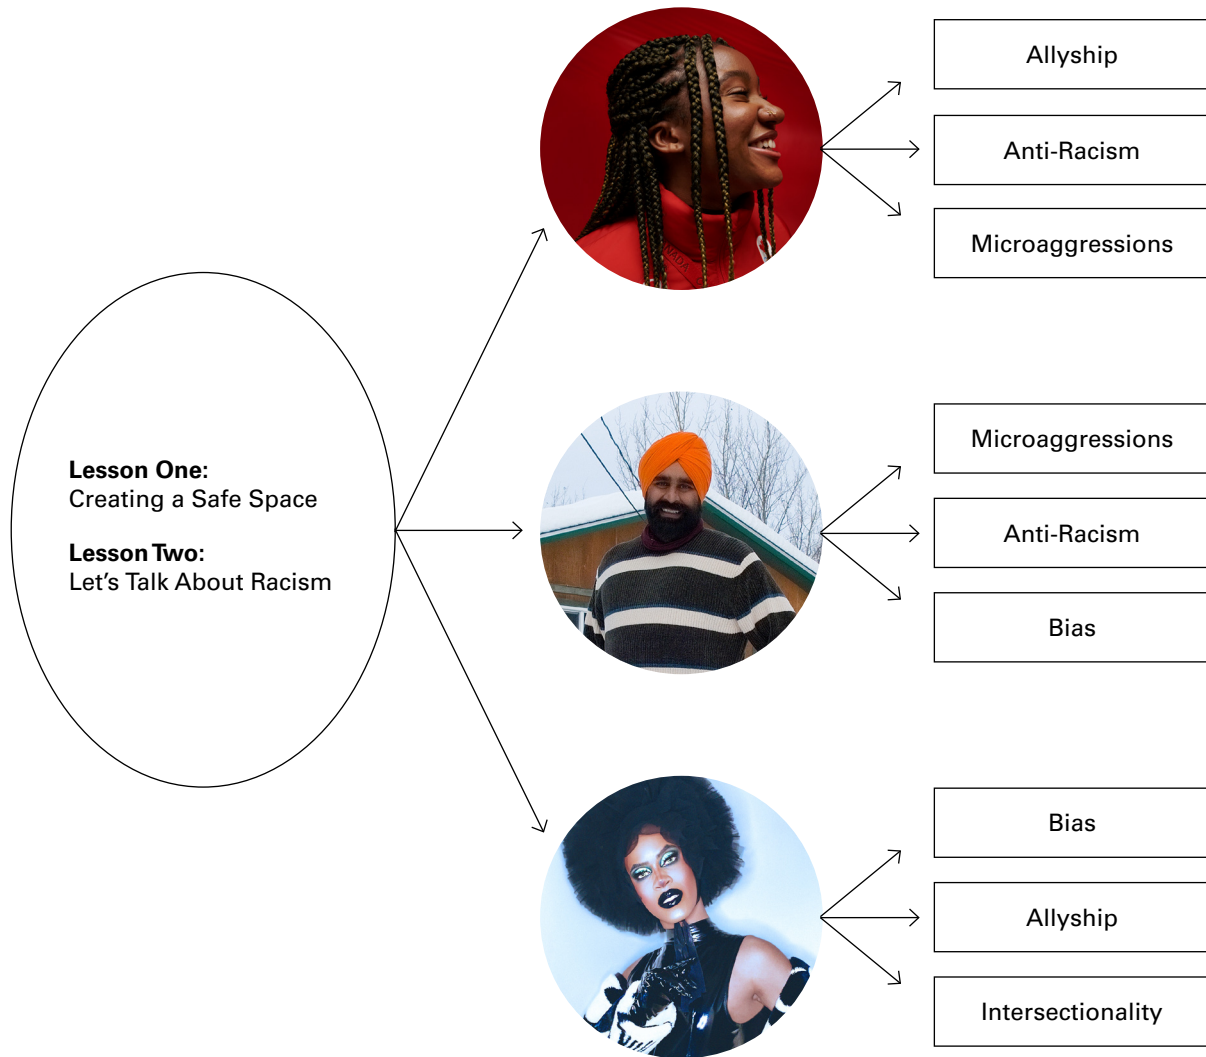 Lesson One:
Creating a Safe Space
Lesson Two:
Let’s Talk About Racism
NADA
Allyship
Anti-Racism
Microaggressions
Microaggressions
Anti-Racism
Bias
Bias
Allyship
Intersectionality